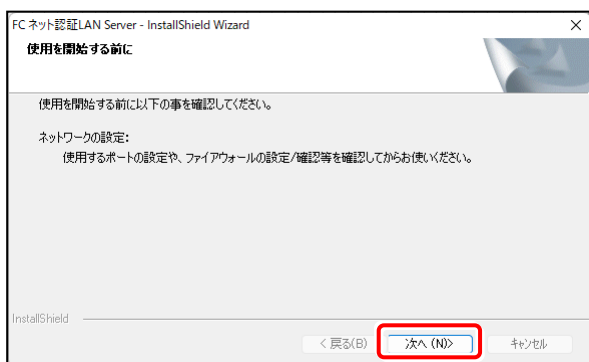 FC ネット認証LAN Server - InstallShield Wizard
使用を開始する前に
使用を開始する前に以下の事を確認してください。
ネットワークの設定:
使用するポートの設定や、ファイアウォールの設定/確認等を確認してからお使いください。
InstallShield
< 戻る(B)
次へ (N)>
キャンセル